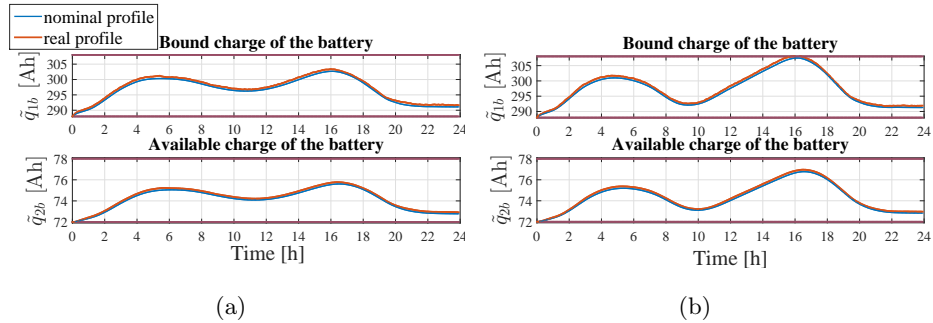 nominal profile
real profile
Bound charge of the battery
q̃1b [Ah]
305
300
295
290
0 2 4 6 8 10 12 14 16 18 20 22 24
Available charge of the battery
q̃2b [Ah]
78
76
74
72
0 2 4 6 8 10 12 14 16 18 20 22 24
Time [h]
(a)
Bound charge of the battery
q̃1b [Ah]
305
300
295
290
0 2 4 6 8 10 12 14 16 18 20 22 24
Available charge of the battery
q̃2b [Ah]
78
76
74
72
0 2 4 6 8 10 12 14 16 18 20 22 24
Time [h]
(b)